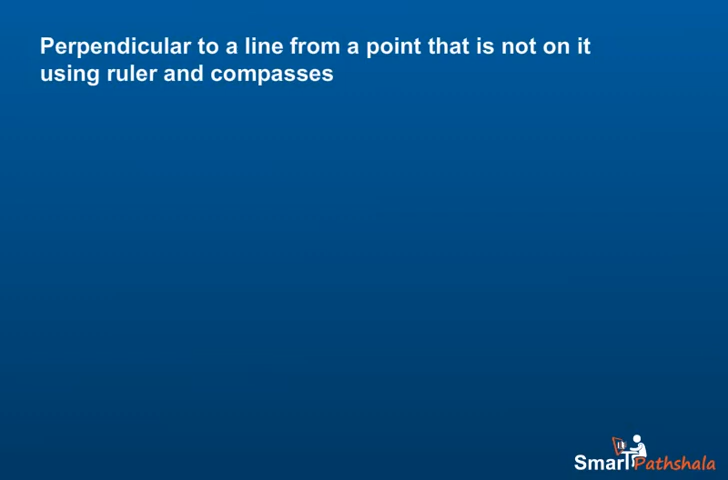 Perpendicular to a line from a point that is not on it
using ruler and compasses
SmarTPathshala